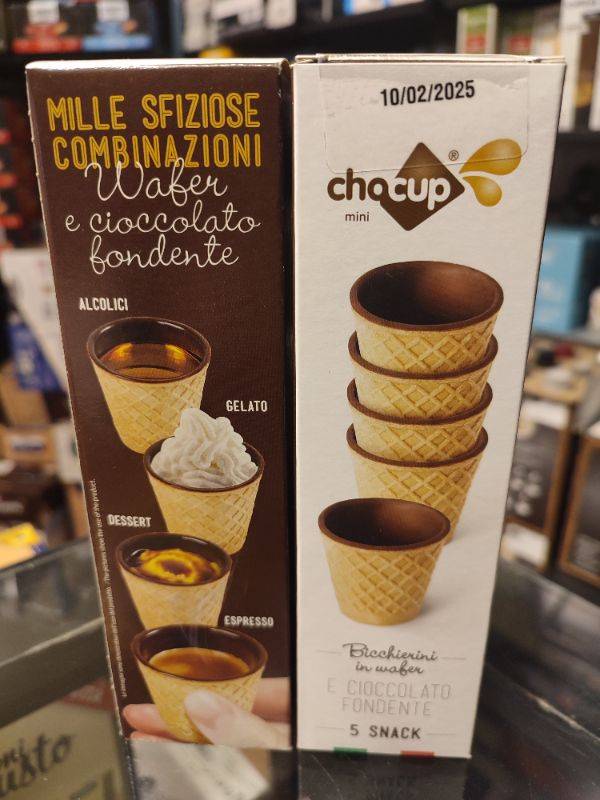 MILLE SFIZIOSE
COMBINAZIONI
Wafer
e cioccolato
fondente
ALCOLICI
GELATO
DESSERT
ESPRESSO
10/02/2025
chocup®
mini
Bicchierini
in wafer
E CIOCCOLATO
FONDENTE
5 SNACK
usto